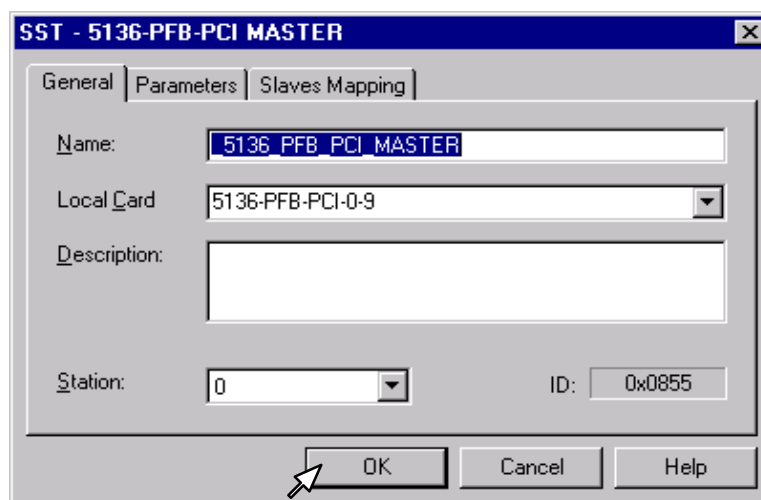 SST - 5136-PFB-PCI MASTER
General Parameters Slaves Mapping
Name: _5136_PFB_PCI_MASTER
Local Card 5136-PFB-PCI-0-9
Description:
Station: 0 ID: 0x0855
OK Cancel Help